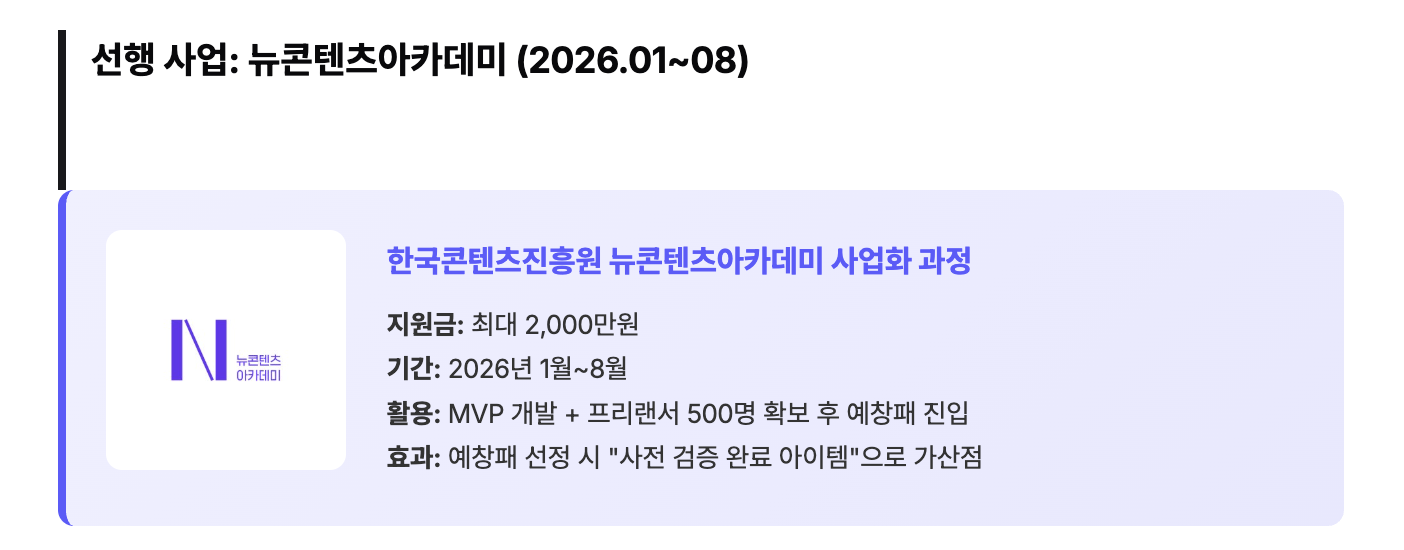 선행 사업: 뉴콘텐츠아카데미 (2026.01~08)
한국콘텐츠진흥원 뉴콘텐츠아카데미 사업화 과정
뉴콘텐츠
아카데미
지원금: 최대 2,000만원
기간: 2026년 1월~8월
활용: MVP 개발 + 프리랜서 500명 확보 후 예창패 진입
효과: 예창패 선정 시 "사전 검증 완료 아이템"으로 가산점